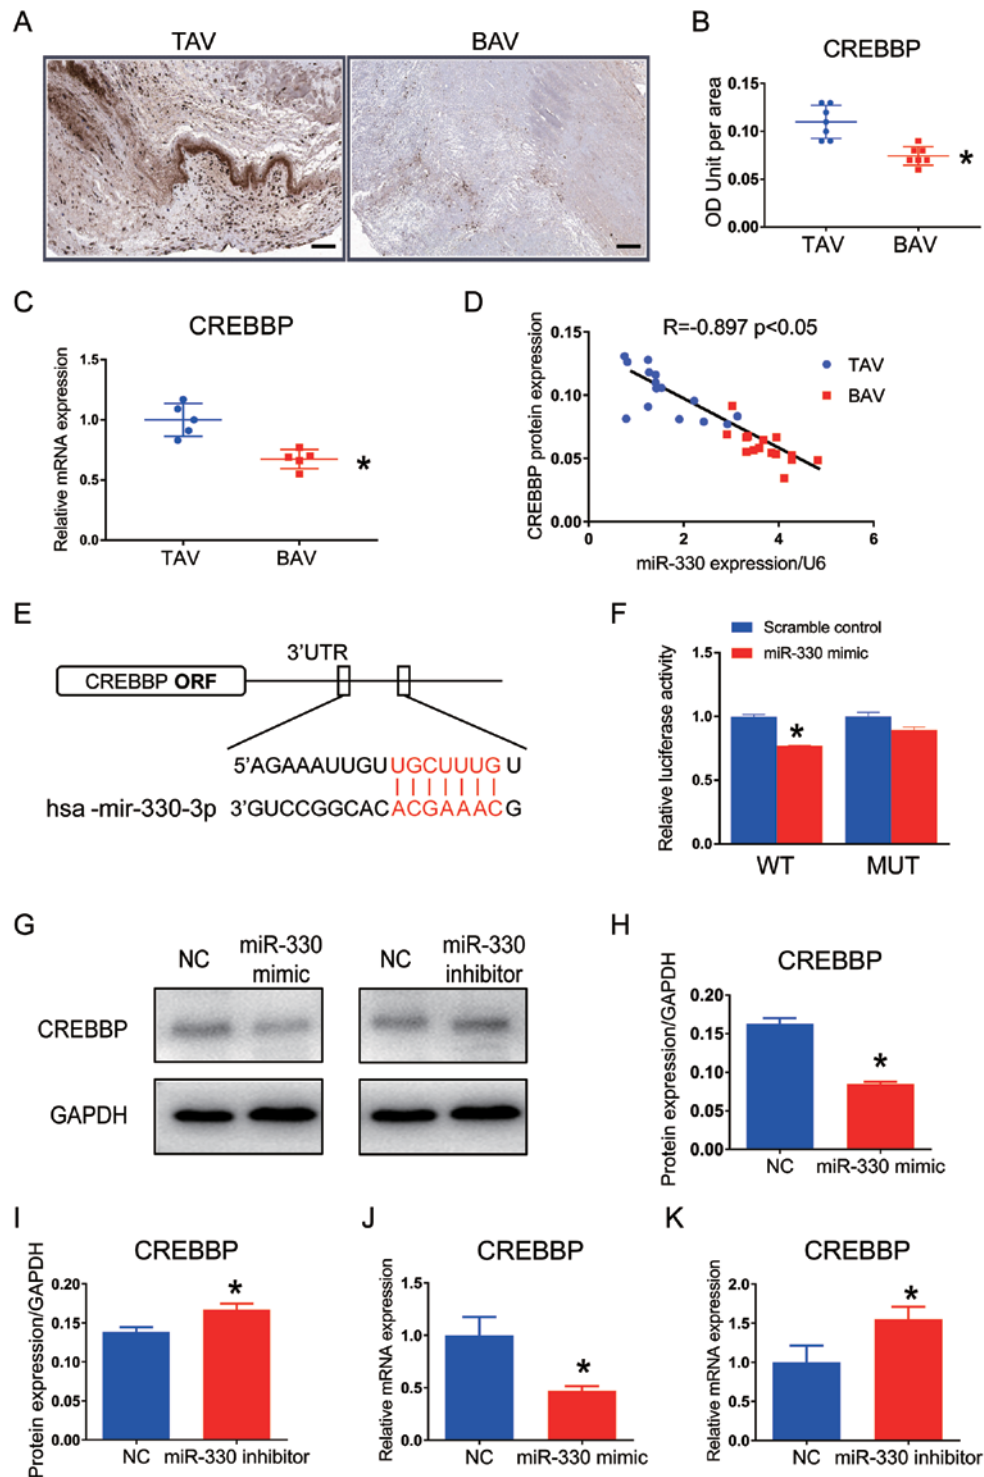 A
TAV
BAV
B
CREBBP
OD Unit per area
0.15
0.10
0.05
0.00
TAV
BAV
*
C
CREBBP
Relative mRNA expression
1.5
1.0
0.5
0.0
TAV
BAV
*
D
R=-0.897 p<0.05
CREBBP protein expression
0.15
0.10
0.05
0.00
0
2
4
6
miR-330 expression/U6
TAV
BAV
E
3'UTR
CREBBP ORF
5'AGAAAUUGUUGCUUUGU
hsa -mir-330-3p 3'GUCCGGCACACGAAACG
F
Scramble control
miR-330 mimic
Relative luciferase activity
1.5
1.0
0.5
0.0
*
WT
MUT
G
NC
miR-330 mimic
NC
miR-330 inhibitor
CREBBP
GAPDH
H
CREBBP
Protein expression/GAPDH
0.20
0.15
0.10
0.05
0.00
*
NC
miR-330 mimic
I
CREBBP
Protein expression/GAPDH
0.20
0.15
0.10
0.05
0.00
*
NC
miR-330 inhibitor
J
CREBBP
Relative mRNA expression
1.5
1.0
0.5
0.0
*
NC
miR-330 mimic
K
CREBBP
Relative mRNA expression
2.0
1.5
1.0
0.5
0.0
*
NC
miR-330 inhibitor